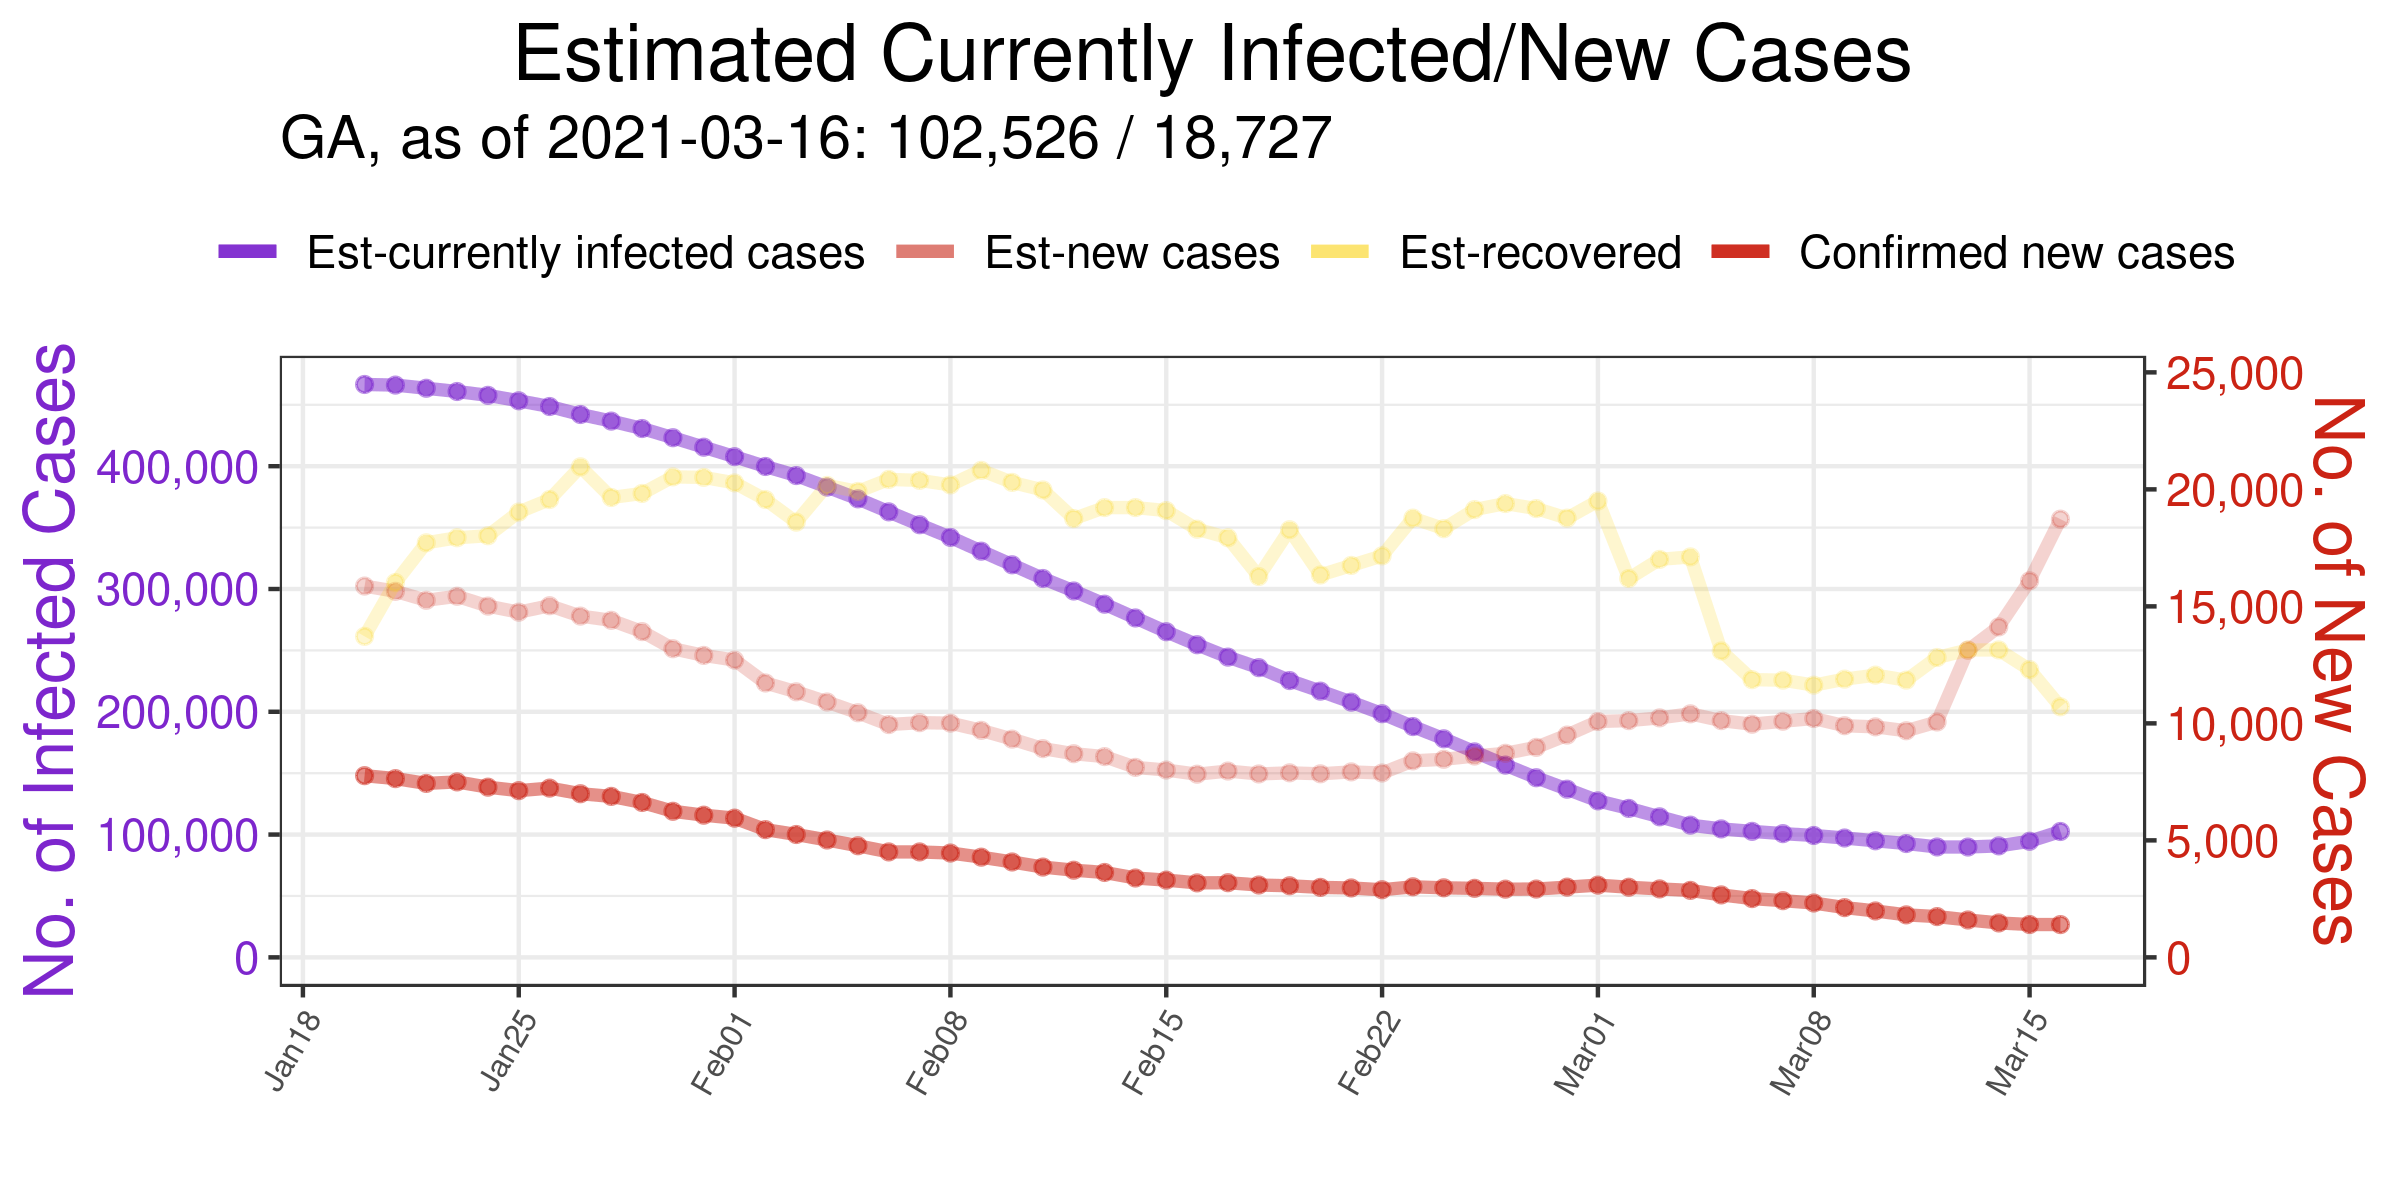 Estimated Currently Infected/New Cases
GA, as of 2021-03-16: 102,526 / 18,727
Est-currently infected cases Est-new cases Est-recovered Confirmed new cases
No. of Infected Cases
400,000
300,000
200,000
100,000
0
25,000
20,000
15,000
10,000
5,000
0
No. of New Cases
Jan18 Jan25 Feb01 Feb08 Feb15 Feb22 Mar01 Mar08 Mar15